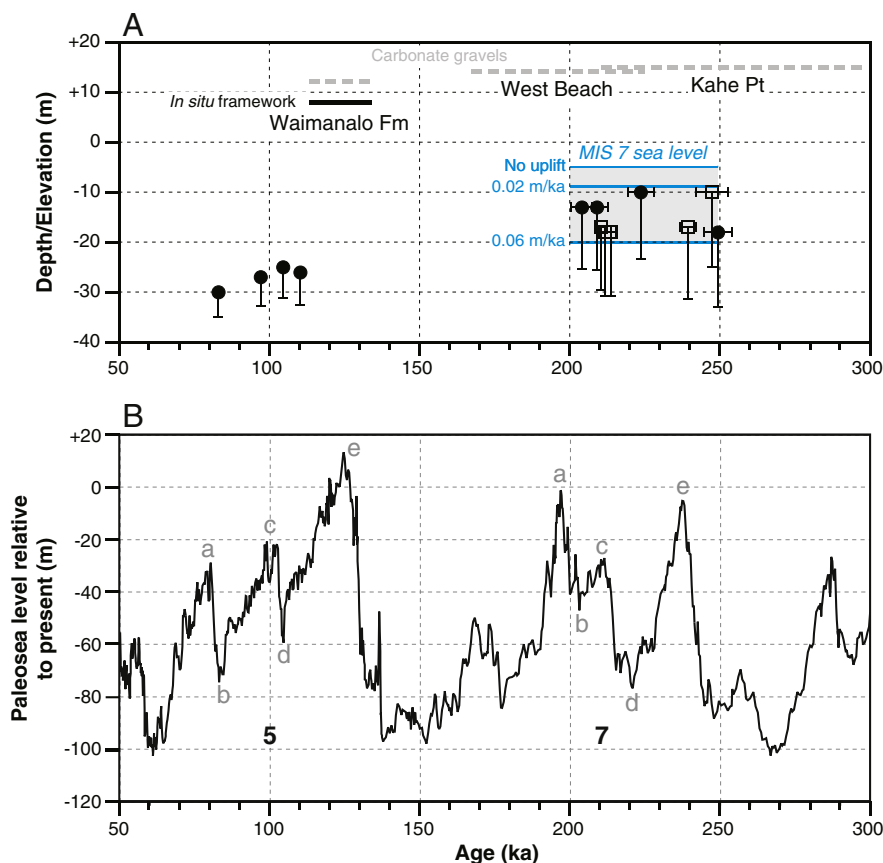 A
+20
+10
0
-10
-20
-30
-40
Depth/Elevation (m)
Carbonate gravels
West Beach
Kahe Pt
In situ framework
Waimanalo Fm
MIS 7 sea level
No uplift
0.02 m/ka
0.06 m/ka
50 100 150 200 250 300
B
+20
0
-20
-40
-60
-80
-100
-120
Paleosea level relative
to present (m)
a
b
c
d
e
5
a
b
c
d
e
7
50 100 150 200 250 300
Age (ka)